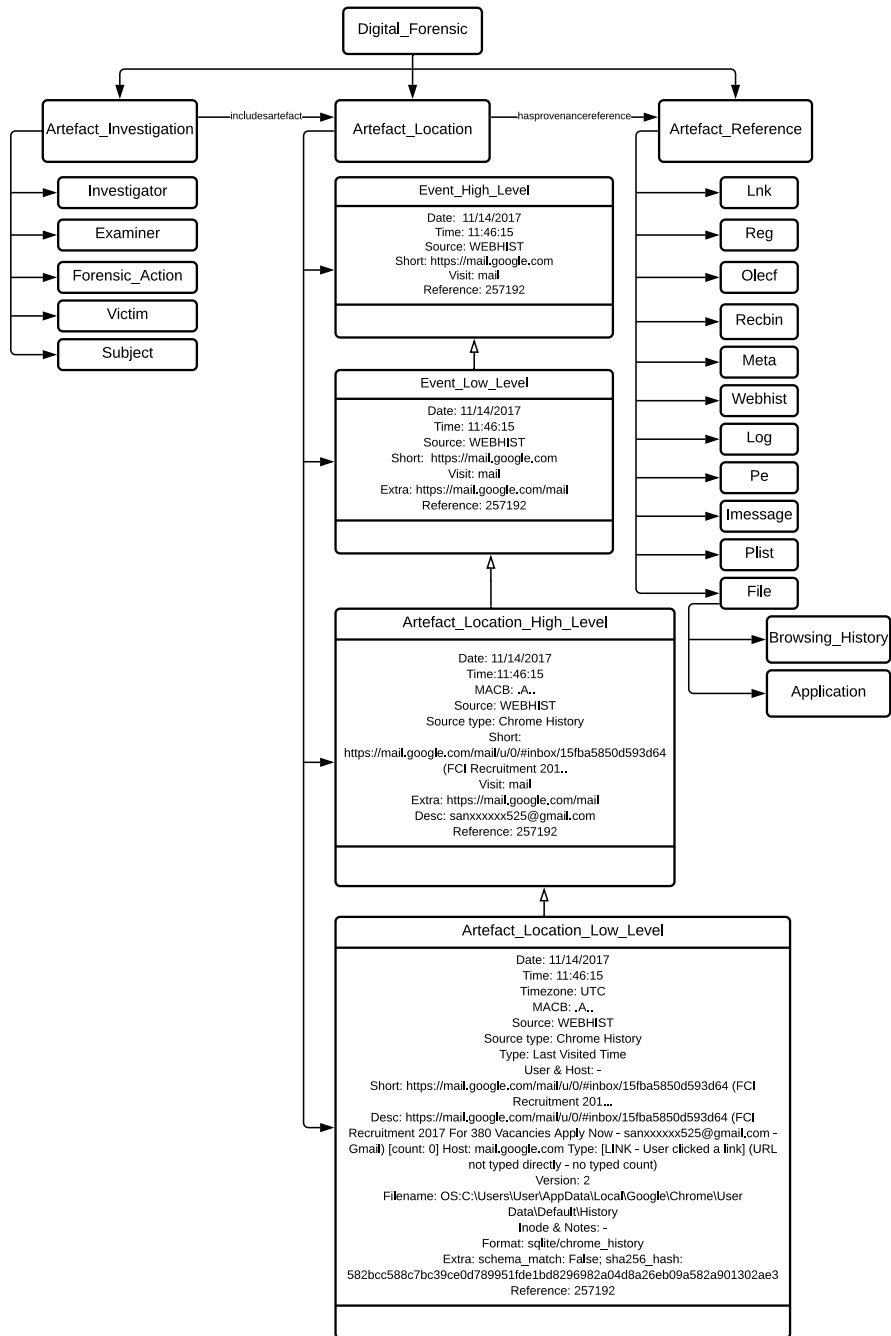 Digital_Forensic
Artefact_Investigation
includesartefact
Artefact_Location
hasprovenancereference
Artefact_Reference
Investigator
Examiner
Forensic_Action
Victim
Subject
Event_High_Level
Date: 11/14/2017
Time: 11:46:15
Source: WEBHIST
Short: https://mail.google.com
Visit: mail
Reference: 257192
Event_Low_Level
Date: 11/14/2017
Time: 11:46:15
Source: WEBHIST
Short: https://mail.google.com
Visit: mail
Extra: https://mail.google.com/mail
Reference: 257192
Artefact_Location_High_Level
Date: 11/14/2017
Time:11:46:15
MACB: .A..
Source: WEBHIST
Source type: Chrome History
Short:
https://mail.google.com/mail/u/0/#inbox/15fba5850d593d64
(FCI Recruitment 201..
Visit: mail
Extra: https://mail.google.com/mail
Desc: sanxxxxxx525@gmail.com
Reference: 257192
Artefact_Location_Low_Level
Date: 11/14/2017
Time: 11:46:15
Timezone: UTC
MACB: .A..
Source: WEBHIST
Source type: Chrome History
Type: Last Visited Time
User & Host: -
Short: https://mail.google.com/mail/u/0/#inbox/15fba5850d593d64 (FCI
Recruitment 201...
Desc: https://mail.google.com/mail/u/0/#inbox/15fba5850d593d64 (FCI
Recruitment 2017 For 380 Vacancies Apply Now - sanxxxxxx525@gmail.com -
Gmail) [count: 0] Host: mail.google.com Type: [LINK - User clicked a link] (URL
not typed directly - no typed count)
Version: 2
Filename: OS:C:\Users\User\AppData\Local\Google\Chrome\User
Data\Default\History
Inode & Notes: -
Format: sqlite/chrome_history
Extra: schema_match: False; sha256_hash:
582bcc588c7bc39ce0d789951fde1bd8296982a04d8a26eb09a582a901302ae3
Reference: 257192
Lnk
Reg
Olecf
Recbin
Meta
Webhist
Log
Pe
Imessage
Plist
File
Browsing_History
Application